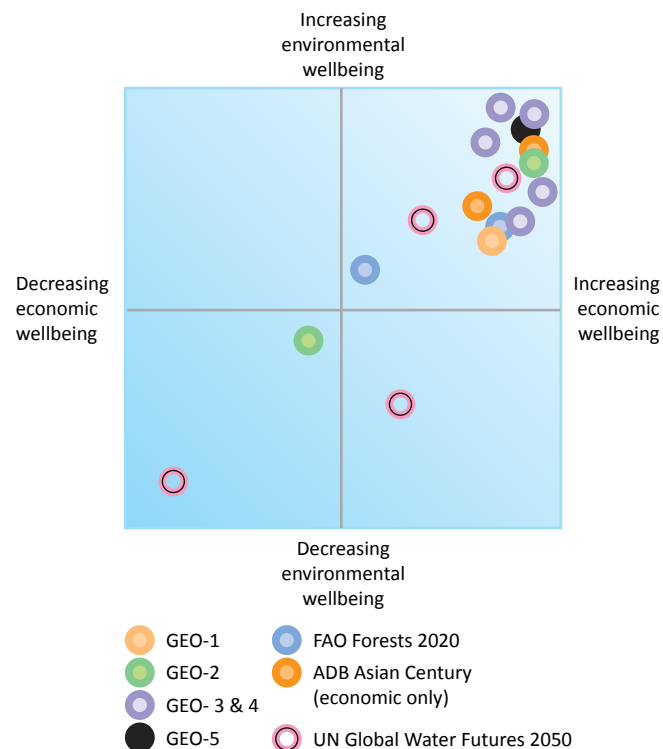 Increasing
environmental
wellbeing
Decreasing
economic
wellbeing
Increasing
economic
wellbeing
Decreasing
environmental
wellbeing
GEO-1
GEO-2
GEO- 3 & 4
GEO-5
FAO Forests 2020
ADB Asian Century
(economic only)
UN Global Water Futures 2050